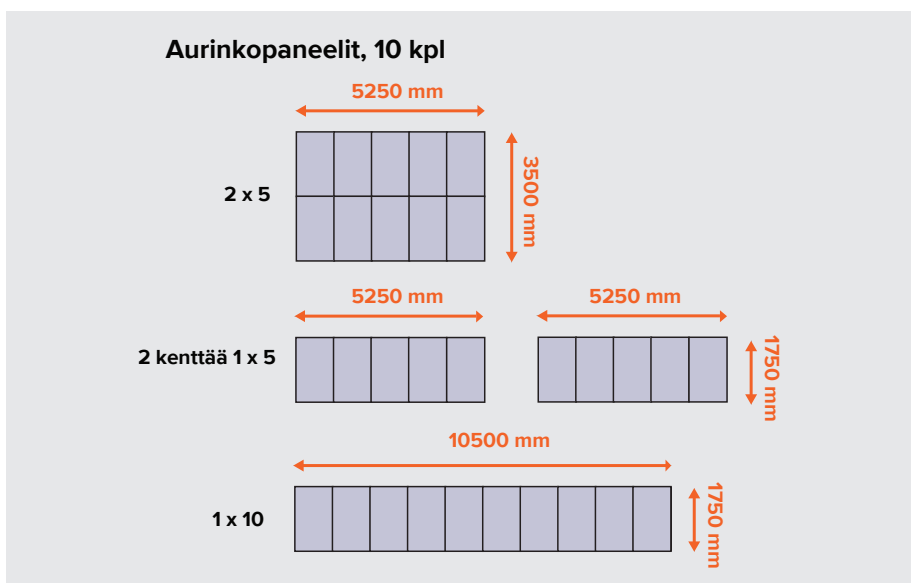 Aurinkopaneelit, 10 kpl
5250 mm
2 x 5
3500 mm
5250 mm
5250 mm
2 kenttää 1 x 5
1750 mm
10500 mm
1 x 10
1750 mm